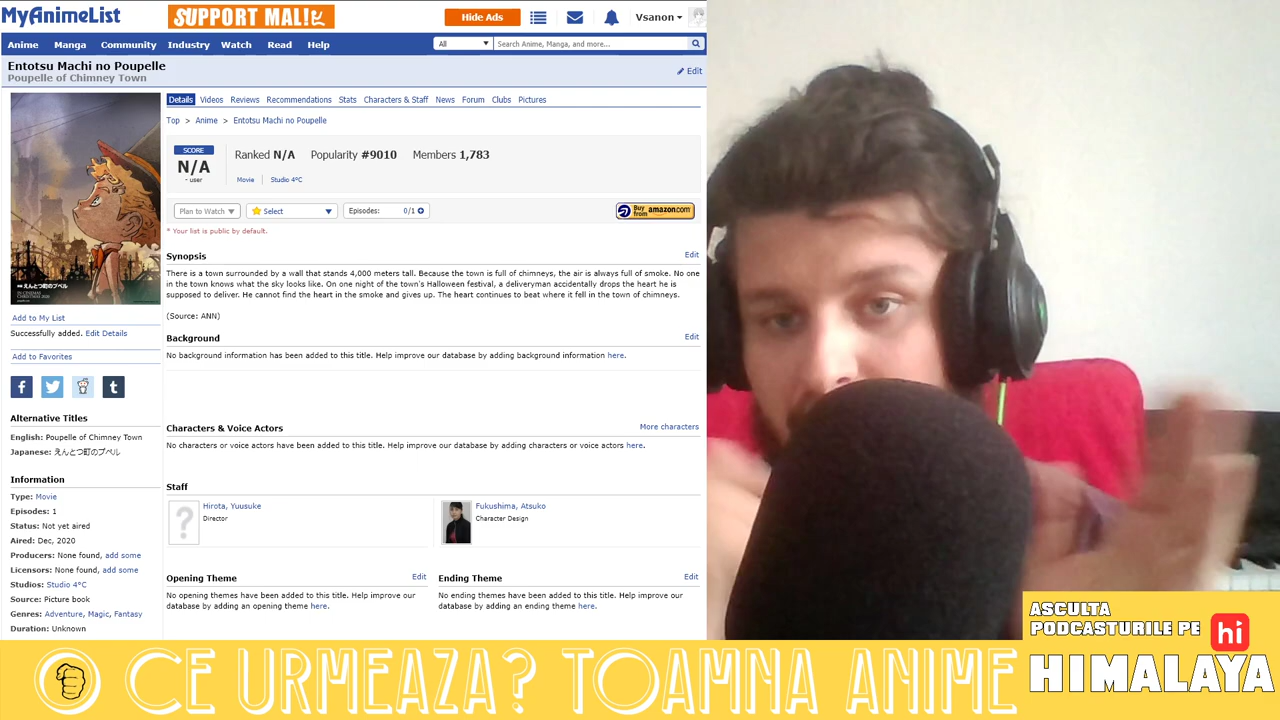 MyAnimeList
SUPPORT MAL!
Hide Ads
Vsanon
Anime Manga Community Industry Watch Read Help
All
Search Anime, Manga, and more...
Entotsu Machi no Poupelle
Poupelle of Chimney Town
Edit
Details Videos Reviews Recommendations Stats Characters & Staff News Forum Clubs Pictures
Top > Anime > Entotsu Machi no Poupelle
SCORE
N/A
- user
Ranked N/A Popularity #9010 Members 1,783
Movie Studio 4°C
Plan to Watch
Select
Episodes: 0/1
Buy from amazon.com
* Your list is public by default.
Synopsis
Edit
There is a town surrounded by a wall that stands 4,000 meters tall. Because the town is full of chimneys, the air is always full of smoke. No one
in the town knows what the sky looks like. On one night of the town's Halloween festival, a deliveryman accidentally drops the heart he is
supposed to deliver. He cannot find the heart in the smoke and gives up. The heart continues to beat where it fell in the town of chimneys.
(Source: ANN)
Background
Edit
No background information has been added to this title. Help improve our database by adding background information here.
Characters & Voice Actors
More characters
No characters or voice actors have been added to this title. Help improve our database by adding characters or voice actors here.
Staff
Hirota, Yuusuke
Director
Fukushima, Atsuko
Character Design
Opening Theme
Edit
No opening themes have been added to this title. Help improve our
database by adding an opening theme here.
Ending Theme
Edit
No ending themes have been added to this title. Help improve our
database by adding an ending theme here.
えんとつ町のプペル
Add to My List
Successfully added. Edit Details
Add to Favorites
f
t
Alternative Titles
English: Poupelle of Chimney Town
Japanese: えんとつ町のプペル
Information
Type: Movie
Episodes: 1
Status: Not yet aired
Aired: Dec, 2020
Producers: None found, add some
Licensors: None found, add some
Studios: Studio 4°C
Source: Picture book
Genres: Adventure, Magic, Fantasy
Duration: Unknown
CE URMEAZA? TOAMNA ANIME
ASCULTA
PODCASTURILE PE
hi
HIMALAYA